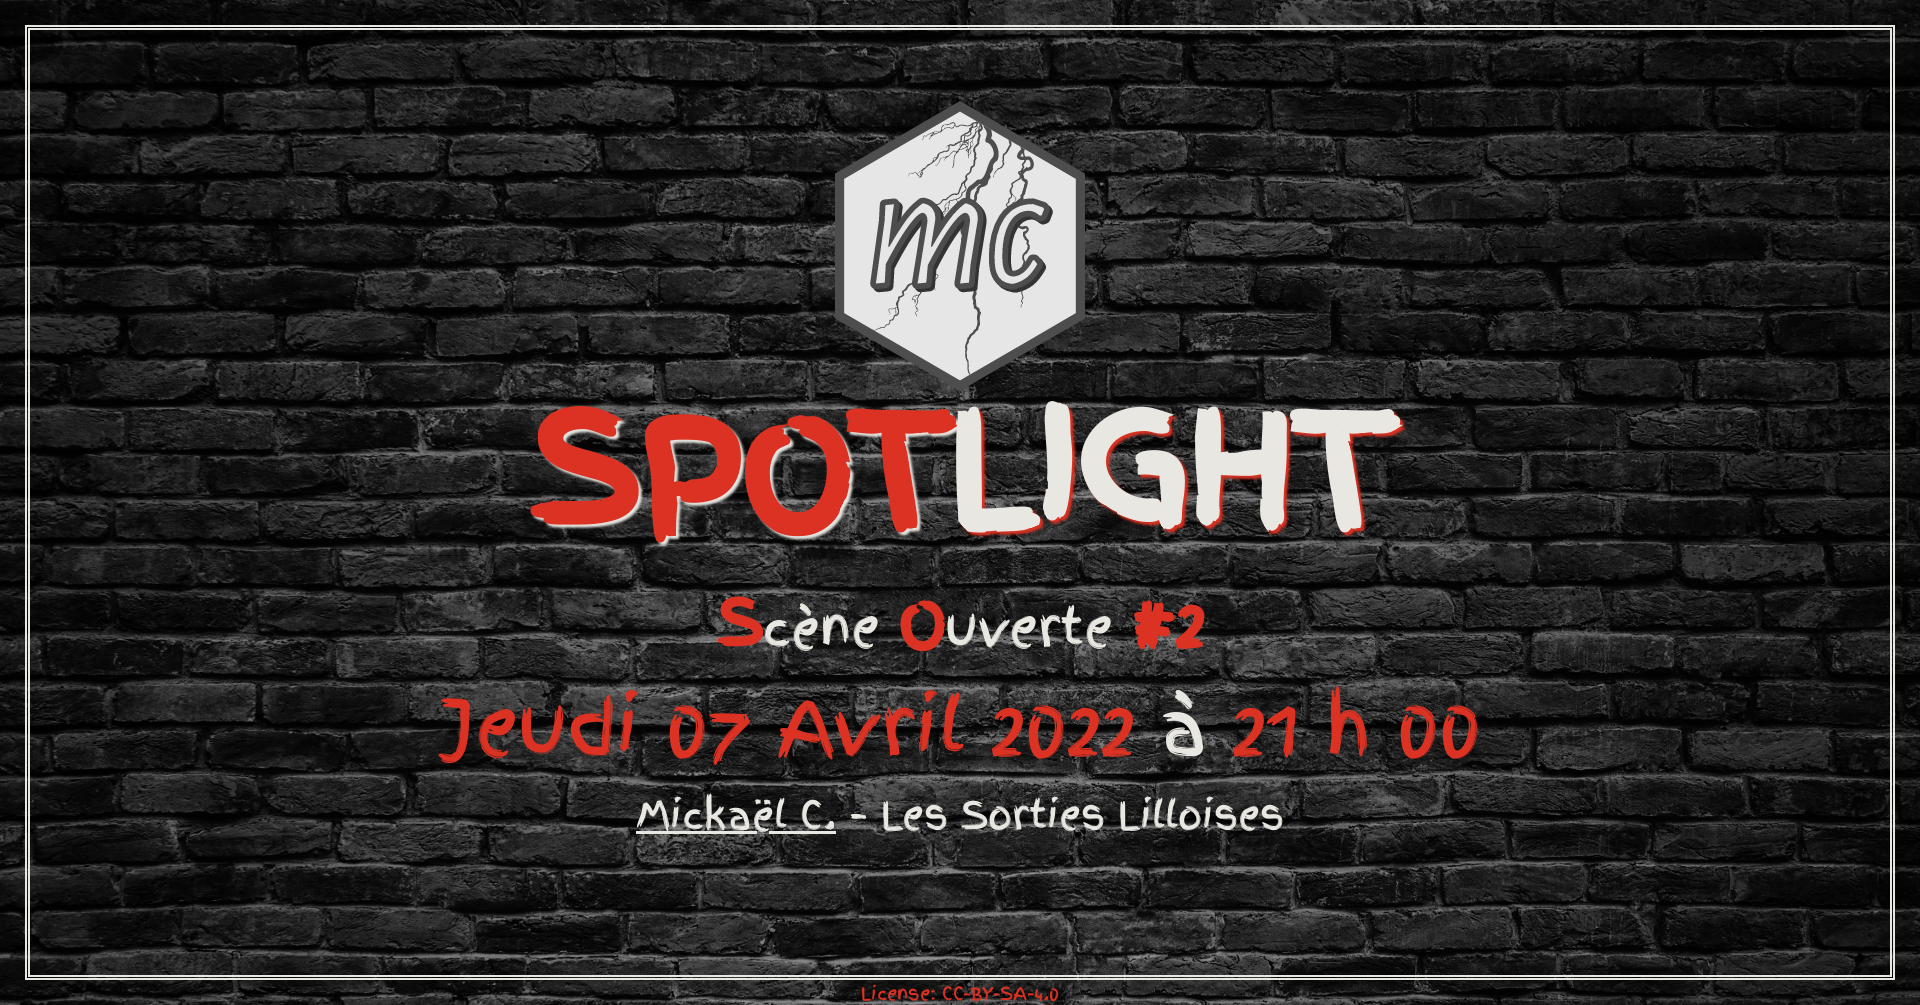 mc
SPOTLIGHT
Scène Ouverte #2
Jeudi 07 Avril 2022 à 21 h 00
Mickaël C. - Les Sorties Lilloises
License: CC-BY-SA-4.0